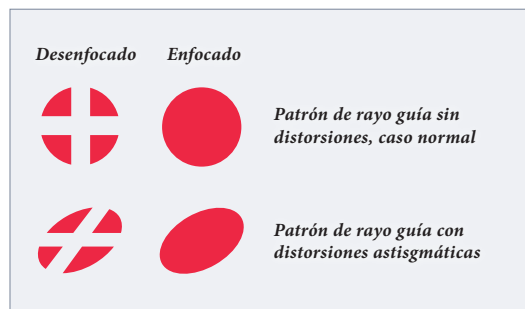 Desenfocado Enfocado
Patrón de rayo guía sin
distorsiones, caso normal
Patrón de rayo guía con
distorsiones astisgmáticas